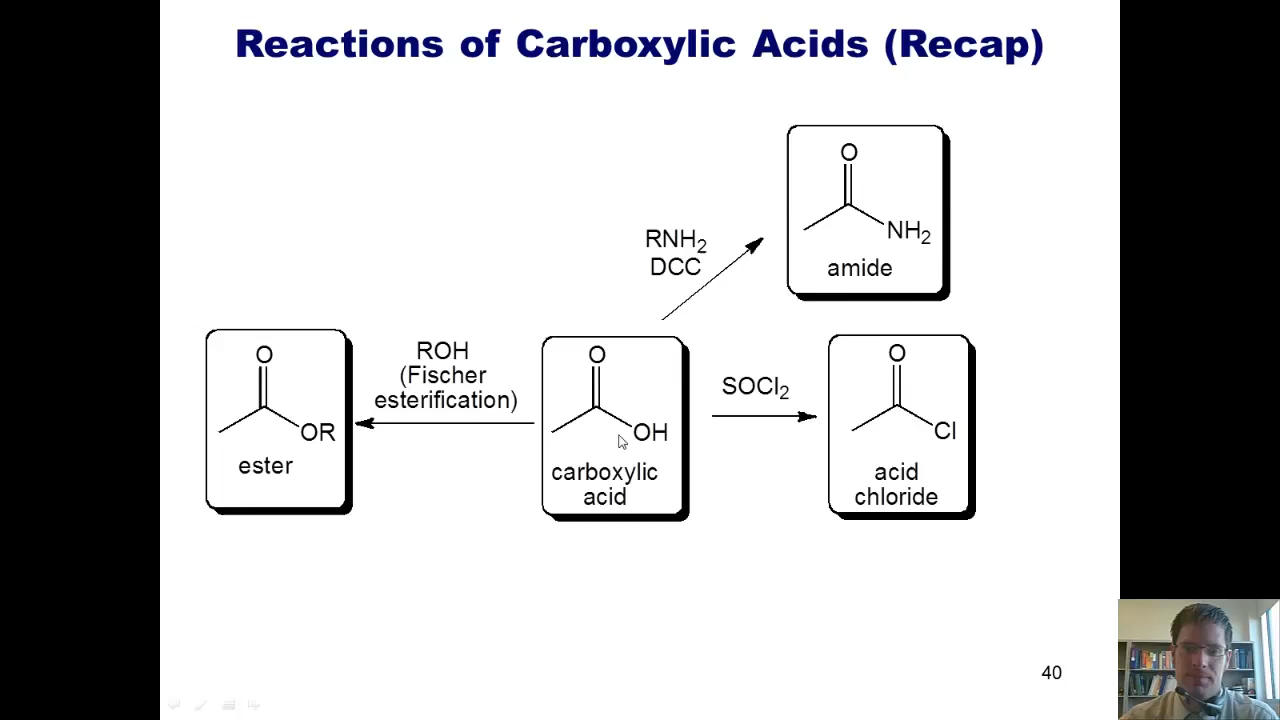 Reactions of Carboxylic Acids (Recap)
O
NH2
amide
RNH2
DCC
O
OR
ester
ROH
(Fischer
esterification)
O
OH
carboxylic
acid
SOCl2
O
Cl
acid
chloride
40